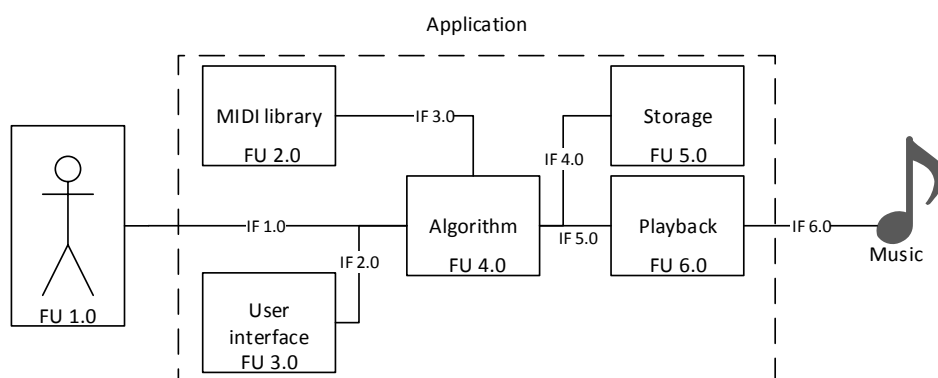 Application
MIDI library
FU 2.0
IF 3.0
Storage
FU 5.0
IF 4.0
FU 1.0
IF 1.0
IF 2.0
Algorithm
FU 4.0
IF 5.0
Playback
FU 6.0
IF 6.0
Music
User
interface
FU 3.0